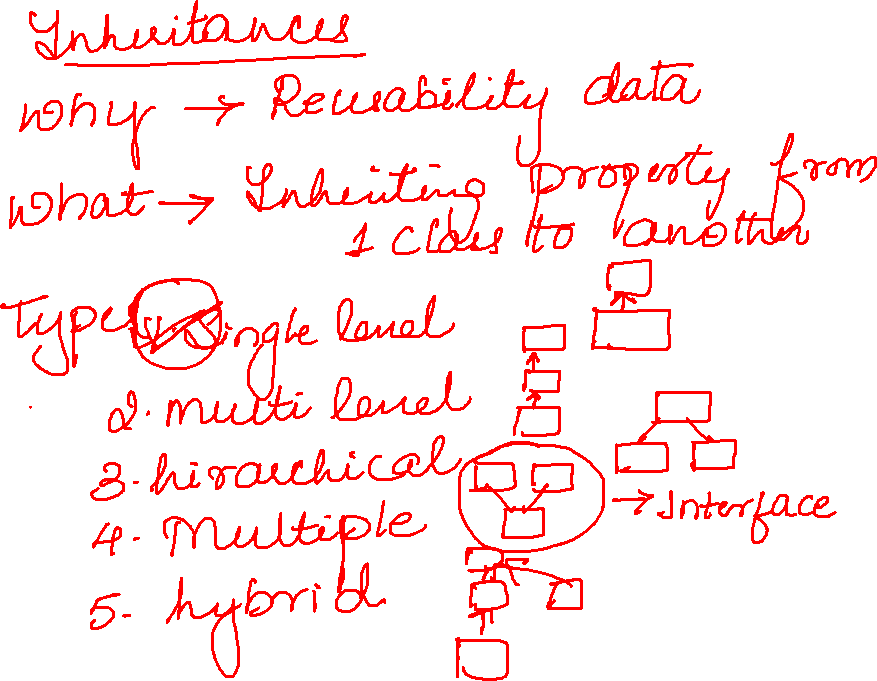 Inheritances
why → Reusability data
what → Inheriting property from
1 class to another
Types 1. Single level
2. multi level
3. hirarchical
4. Multiple → Interface
5. hybrid